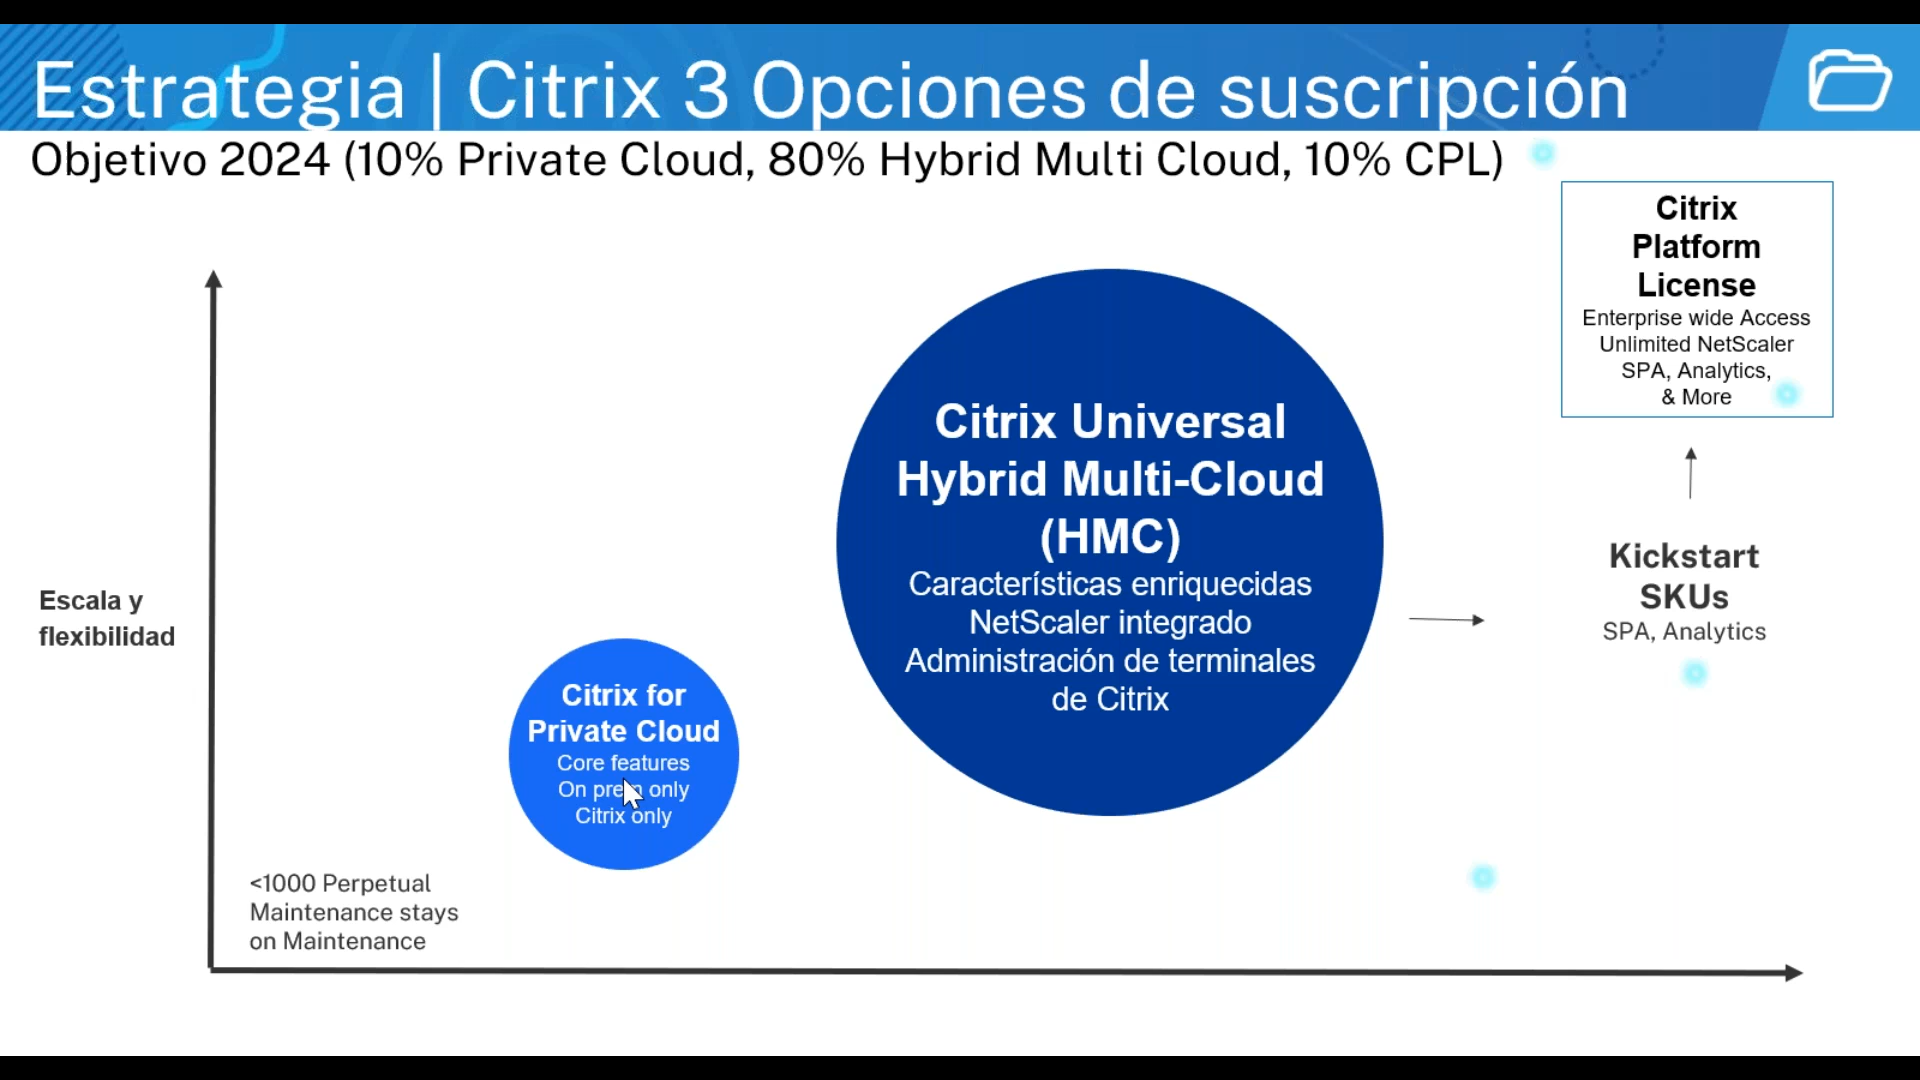 Estrategia | Citrix 3 Opciones de suscripción
Objetivo 2024 (10% Private Cloud, 80% Hybrid Multi Cloud, 10% CPL)
Citrix
Platform
License
Enterprise wide Access
Unlimited NetScaler
SPA, Analytics,
& More
Citrix Universal
Hybrid Multi-Cloud
(HMC)
Características enriquecidas
NetScaler integrado
Administración de terminales
de Citrix
Kickstart
SKUs
SPA, Analytics
Escala y
flexibilidad
Citrix for
Private Cloud
Core features
On prem only
Citrix only
<1000 Perpetual
Maintenance stays
on Maintenance